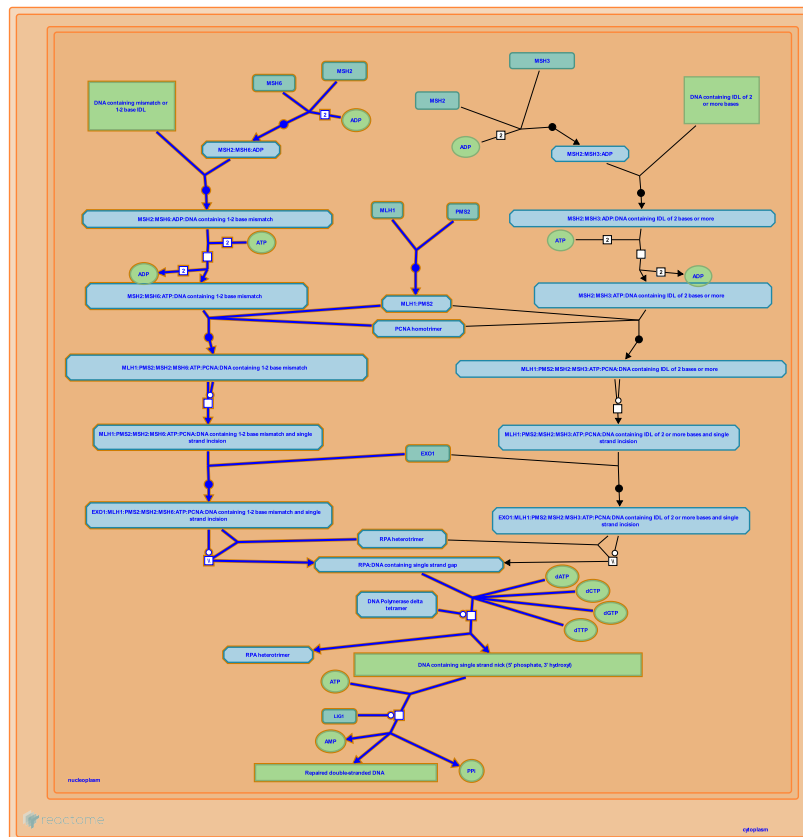 MSH3
MSH2
MSH6
DNA containing mismatch or
1-2 base IDL
DNA containing IDL of 2
or more bases
MSH2
2
ADP
2
ADP
MSH2:MSH6:ADP
MSH2:MSH3:ADP
MLH1
PMS2
MSH2:MSH6:ADP:DNA containing 1-2 base mismatch
MSH2:MSH3:ADP:DNA containing IDL of 2 bases or more
2
ATP
ATP
2
ADP
2
2
ADP
MSH2:MSH6:ATP:DNA containing 1-2 base mismatch
MLH1:PMS2
MSH2:MSH3:ATP:DNA containing IDL of 2 bases or more
PCNA homotrimer
MLH1:PMS2:MSH2:MSH6:ATP:PCNA:DNA containing 1-2 base mismatch
MLH1:PMS2:MSH2:MSH3:ATP:PCNA:DNA containing IDL of 2 bases or more
MLH1:PMS2:MSH2:MSH6:ATP:PCNA:DNA containing 1-2 base mismatch and single
strand incision
MLH1:PMS2:MSH2:MSH3:ATP:PCNA:DNA containing IDL of 2 or more bases and single strand
incision
EXO1
EXO1:MLH1:PMS2:MSH2:MSH6:ATP:PCNA:DNA containing 1-2 base mismatch and single
strand incision
EXO1:MLH1:PMS2:MSH2:MSH3:ATP:PCNA:DNA containing IDL of 2 or more bases and single strand
incision
RPA heterotrimer
\\
\\
RPA:DNA containing single strand gap
dATP
dCTP
dGTP
dTTP
DNA Polymerase delta
tetramer
RPA heterotrimer
DNA containing single strand nick (5' phosphate, 3' hydroxyl)
ATP
LIG1
AMP
Repaired double-stranded DNA
PPi
nucleoplasm
reactome
cytoplasm